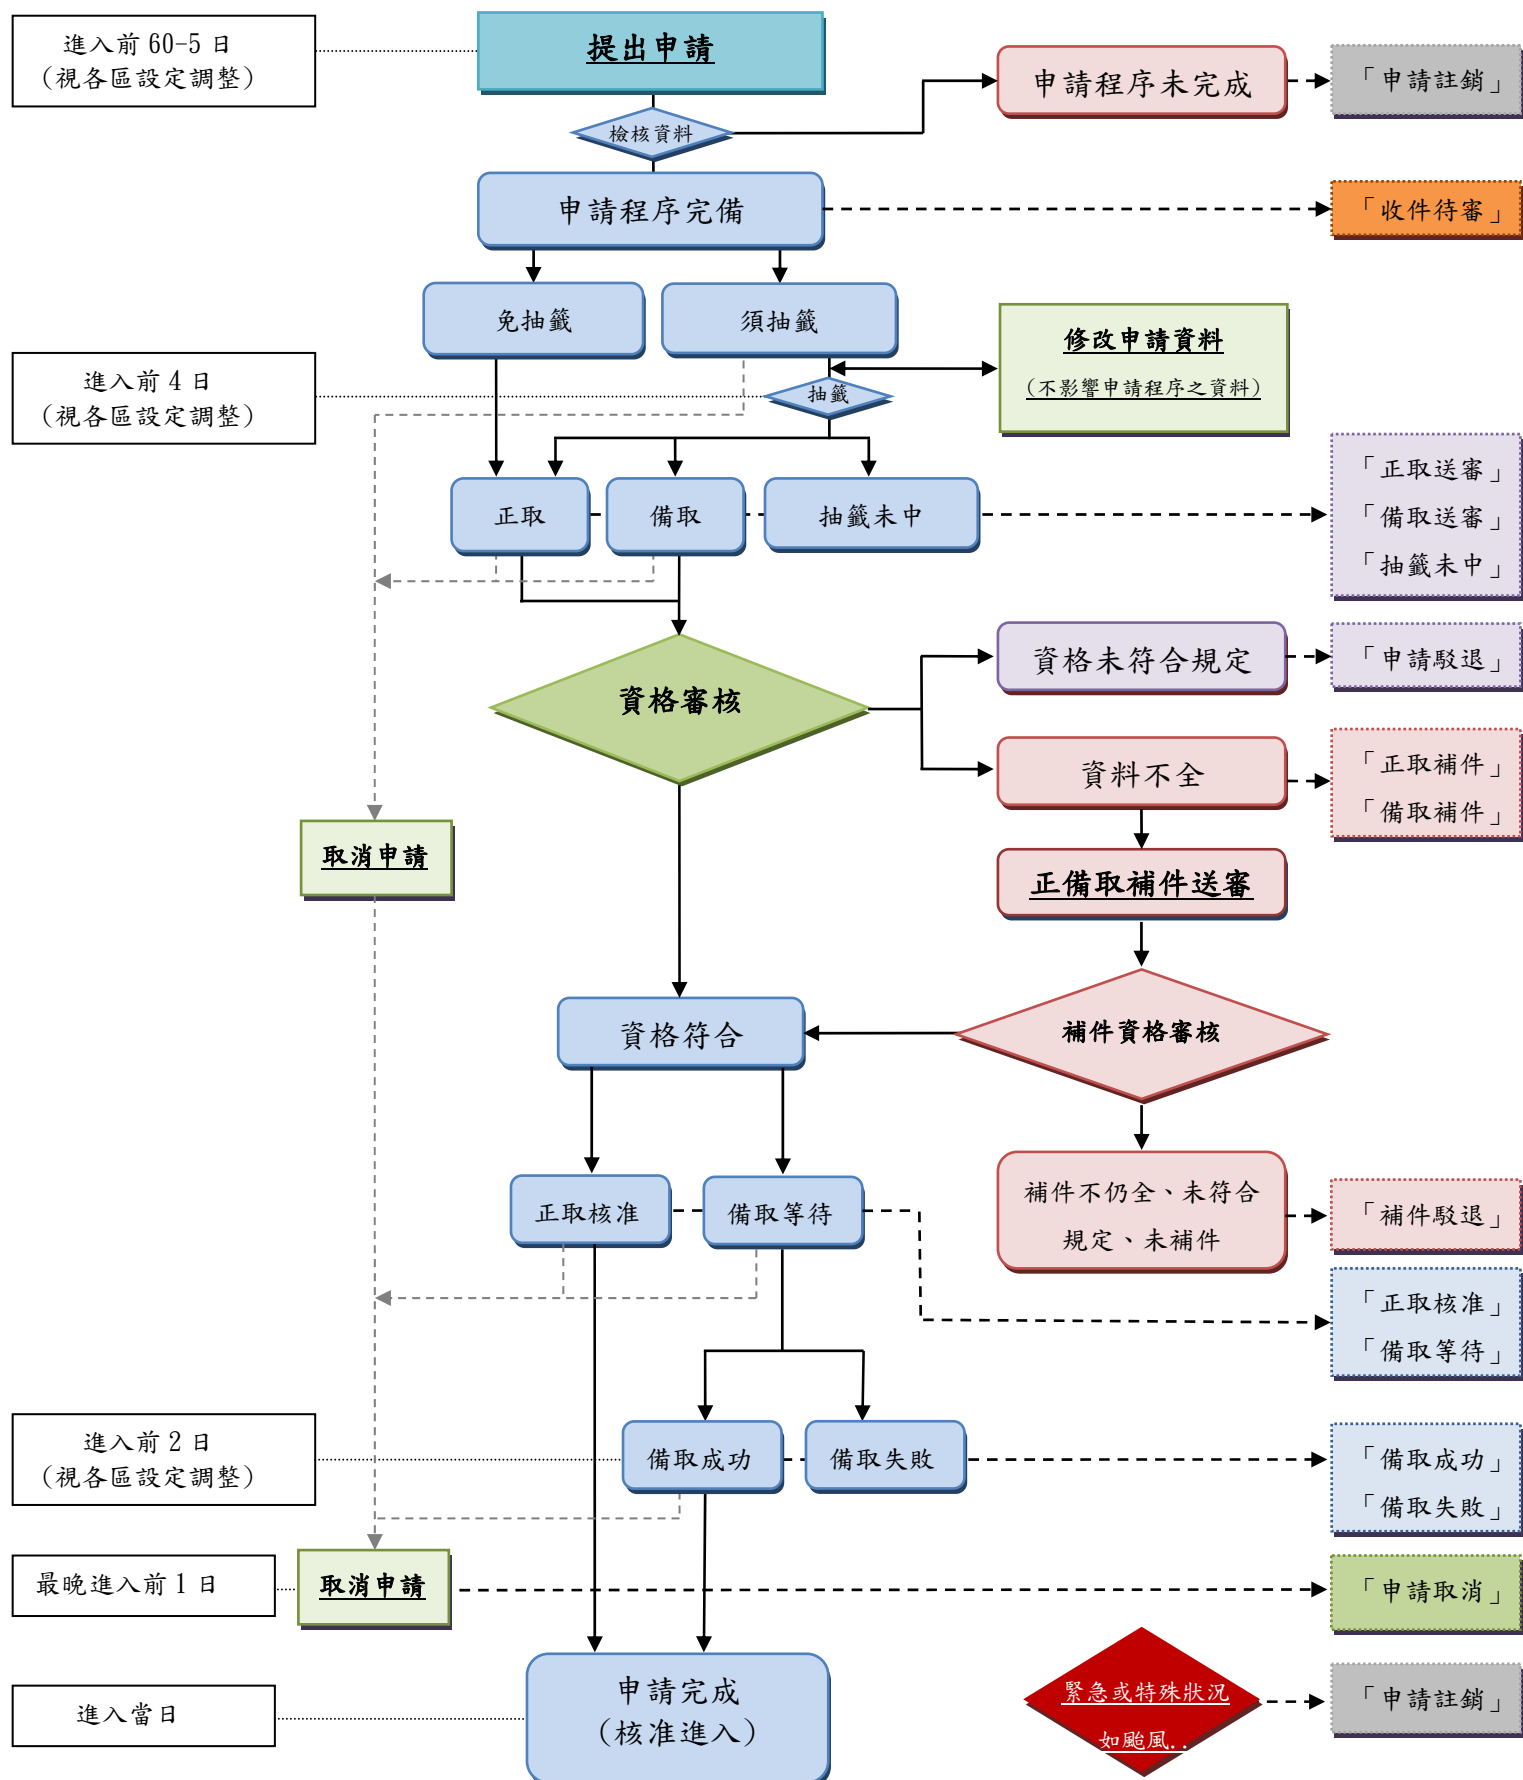 進入前 60-5 日
(視各區設定調整)
提出申請
申請程序未完成
「申請註銷」
檢核資料
申請程序完備
「收件待審」
免抽籤
須抽籤
修改申請資料
(不影響申請程序之資料)
進入前 4 日
(視各區設定調整)
抽籤
正取
備取
抽籤未中
「正取送審」
「備取送審」
「抽籤未中」
資格審核
資格未符合規定
「申請駁退」
資料不全
「正取補件」
「備取補件」
取消申請
正備取補件送審
資格符合
補件資格審核
正取核准
備取等待
補件不仍全、未符合
規定、未補件
「補件駁退」
「正取核准」
「備取等待」
進入前 2 日
(視各區設定調整)
備取成功
備取失敗
「備取成功」
「備取失敗」
最晚進入前 1 日
取消申請
「申請取消」
進入當日
申請完成
(核准進入)
緊急或特殊狀況
如颱風..
「申請註銷」